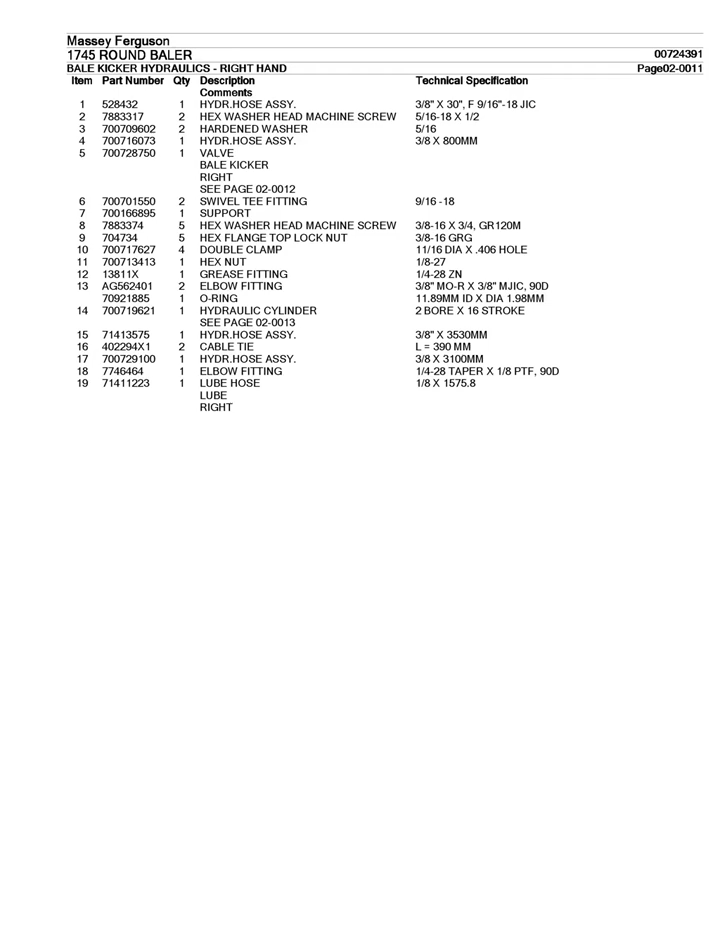 Massey Ferguson
1745 ROUND BALER 00724391
BALE KICKER HYDRAULICS - RIGHT HAND Page02-0011
Item Part Number Qty Description Technical Specification
Comments
1 528432 1 HYDR.HOSE ASSY. 3/8" X 30", F 9/16"-18 JIC
2 7883317 2 HEX WASHER HEAD MACHINE SCREW 5/16-18 X 1/2
3 700709602 2 HARDENED WASHER 5/16
4 700716073 1 HYDR.HOSE ASSY. 3/8 X 800MM
5 700728750 1 VALVE
BALE KICKER
RIGHT
SEE PAGE 02-0012
6 700701550 2 SWIVEL TEE FITTING 9/16 -18
7 700166895 1 SUPPORT
8 7883374 5 HEX WASHER HEAD MACHINE SCREW 3/8-16 X 3/4, GR120M
9 704734 5 HEX FLANGE TOP LOCK NUT 3/8-16 GRG
10 700717627 4 DOUBLE CLAMP 11/16 DIA X .406 HOLE
11 700713413 1 HEX NUT 1/8-27
12 13811X 1 GREASE FITTING 1/4-28 ZN
13 AG562401 2 ELBOW FITTING 3/8" MO-R X 3/8" MJIC, 90D
70921885 1 O-RING 11.89MM ID X DIA 1.98MM
14 700719621 1 HYDRAULIC CYLINDER 2 BORE X 16 STROKE
SEE PAGE 02-0013
15 71413575 1 HYDR.HOSE ASSY. 3/8" X 3530MM
16 402294X1 2 CABLE TIE L = 390 MM
17 700729100 1 HYDR.HOSE ASSY. 3/8 X 3100MM
18 7746464 1 ELBOW FITTING 1/4-28 TAPER X 1/8 PTF, 90D
19 71411223 1 LUBE HOSE 1/8 X 1575.8
LUBE
RIGHT